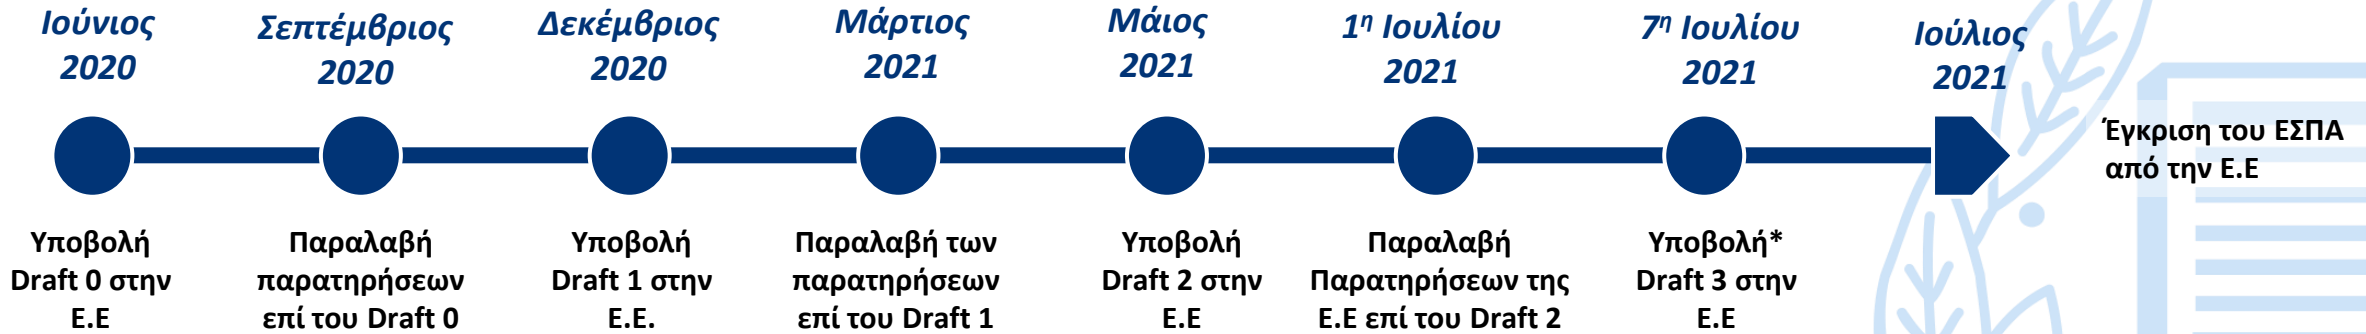 Ιούνιος
2020
Σεπτέμβριος
2020
Δεκέμβριος
2020
Μάρτιος
2021
Μάιος
2021
1η Ιουλίου
2021
7η Ιουλίου
2021
Ιούλιος
2021
Έγκριση του ΕΣΠΑ
από την Ε.Ε
Υποβολή
Draft 0 στην
Ε.Ε
Παραλαβή
παρατηρήσεων
επί του Draft 0
Υποβολή
Draft 1 στην
Ε.Ε.
Παραλαβή των
παρατηρήσεων
επί του Draft 1
Υποβολή
Draft 2 στην
Ε.Ε
Παραλαβή
Παρατηρήσεων της
Ε.Ε επί του Draft 2
Υποβολή*
Draft 3 στην
Ε.Ε